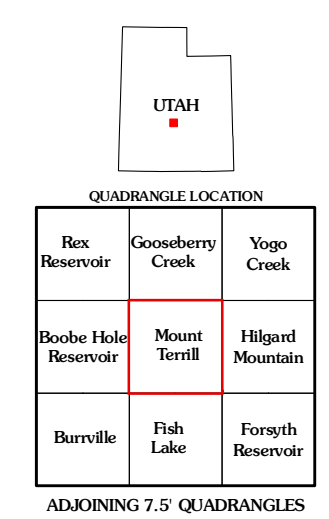 UTAH
QUADRANGLE LOCATION
Rex
Reservoir
Gooseberry
Creek
Yogo
Creek
Boobe Hole
Reservoir
Mount
Terrill
Hilgard
Mountain
Burrville
Fish
Lake
Forsyth
Reservoir
ADJOINING 7.5' QUADRANGLES